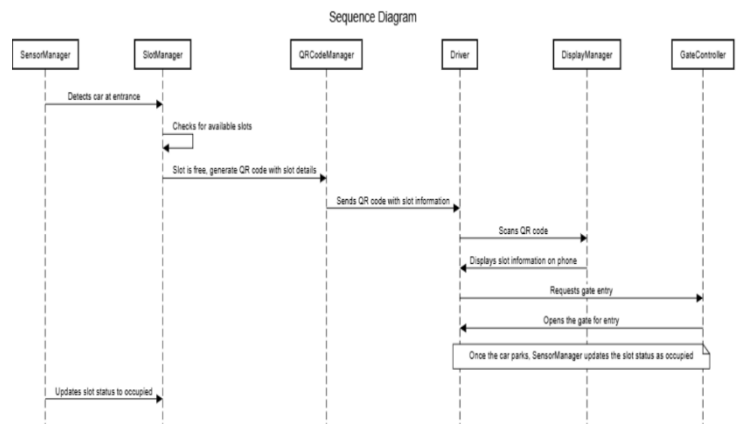 Sequence Diagram
SensorManager
SlotManager
QRCodeManager
Driver
DisplayManager
GateController
Detects car at entrance
Checks for available slots
Slot is free, generate QR code with slot details
Sends QR code with slot information
Scans QR code
Displays slot information on phone
Requests gate entry
Opens the gate for entry
Once the car parks, SensorManager updates the slot status as occupied
Updates slot status to occupied